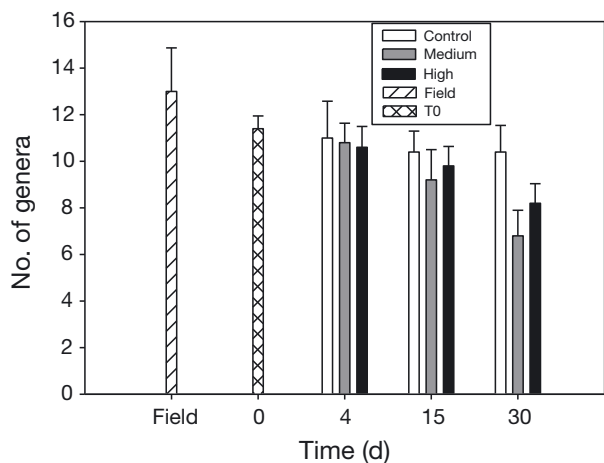 16
14
12
10
8
6
4
2
0
No. of genera
Control
Medium
High
Field
T0
Field 0 4 15 30
Time (d)